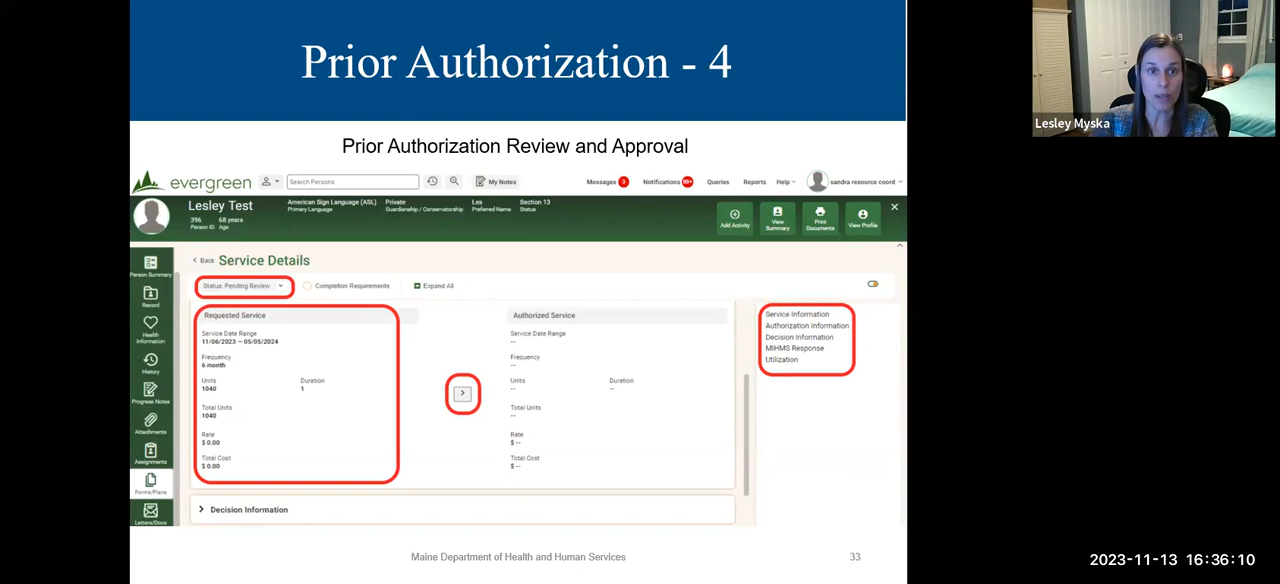 Prior Authorization - 4
Prior Authorization Review and Approval
evergreen
Search Persons
My Notes
Messages 3
Notifications 99+
Queries
Reports
Help
sandra resource coord
Lesley Test
396 68 years
Person ID Age
American Sign Language (ASL)
Primary Language
Private
Guardianship / Conservatorship
Lea
Preferred Name
Section 13
Status
Add Activity
View Summary
Print Documents
View Profile
Person Summary
Record
Health Information
History
Progress Notes
Attachments
Assignments
Forms/Plans
Letters/Docs
Back Service Details
Status: Pending Review
Completion Requirements
Expand All
Requested Service
Service Date Range
11/06/2023 -- 05/05/2024
Frequency
6 month
Units Duration
1040 1
Total Units
1040
Rate
$ 0.00
Total Cost
$ 0.00
Authorized Service
Service Date Range
--
Frequency
--
Units Duration
-- --
Total Units
--
Rate
$ --
Total Cost
$ --
Decision Information
Service Information
Authorization Information
Decision Information
MIHMS Response
Utilization
Maine Department of Health and Human Services
33
Lesley Myska
2023-11-13 16:36:10